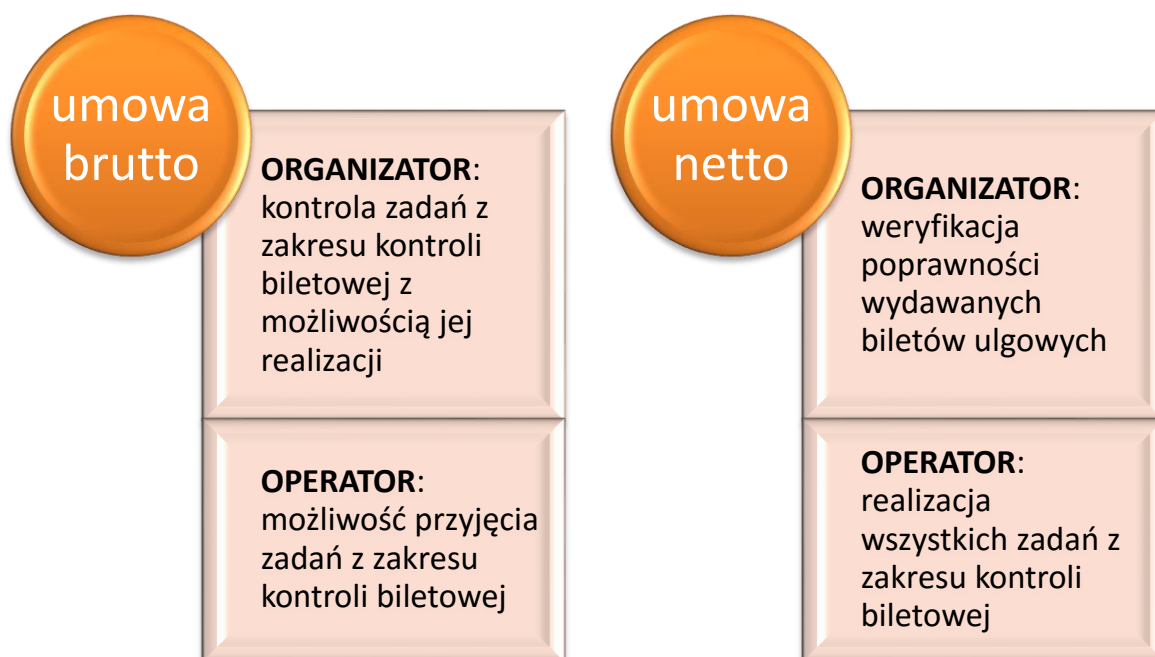 umowa
brutto
ORGANIZATOR:
kontrola zadań z
zakresu kontroli
biletowej z
możliwością jej
realizacji
OPERATOR:
możliwość przyjęcia
zadań z zakresu
kontroli biletowej
umowa
netto
ORGANIZATOR:
weryfikacja
poprawności
wydawanych
biletów ulgowych
OPERATOR:
realizacja
wszystkich zadań z
zakresu kontroli
biletowej